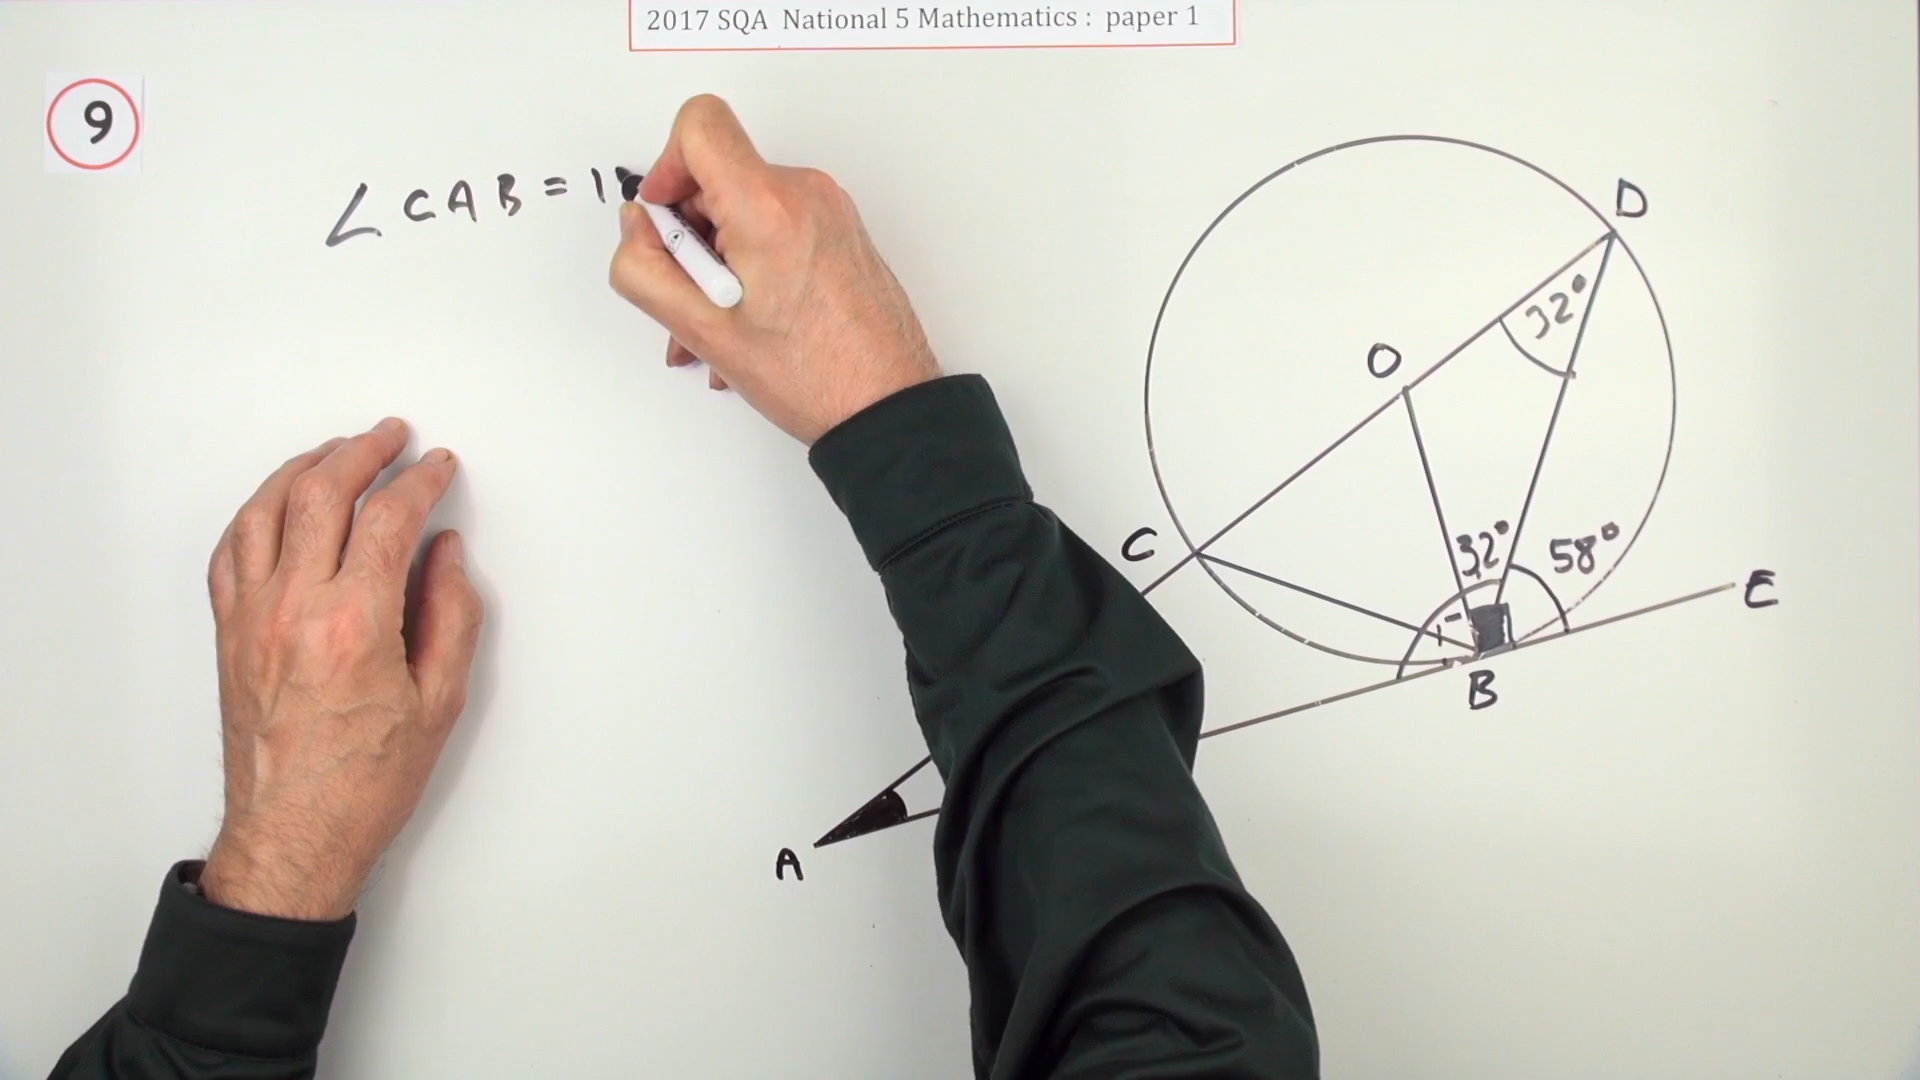 2017 SQA National 5 Mathematics : paper 1
9
∠CAB = 1
D
32°
O
C
32°
58°
E
B
A